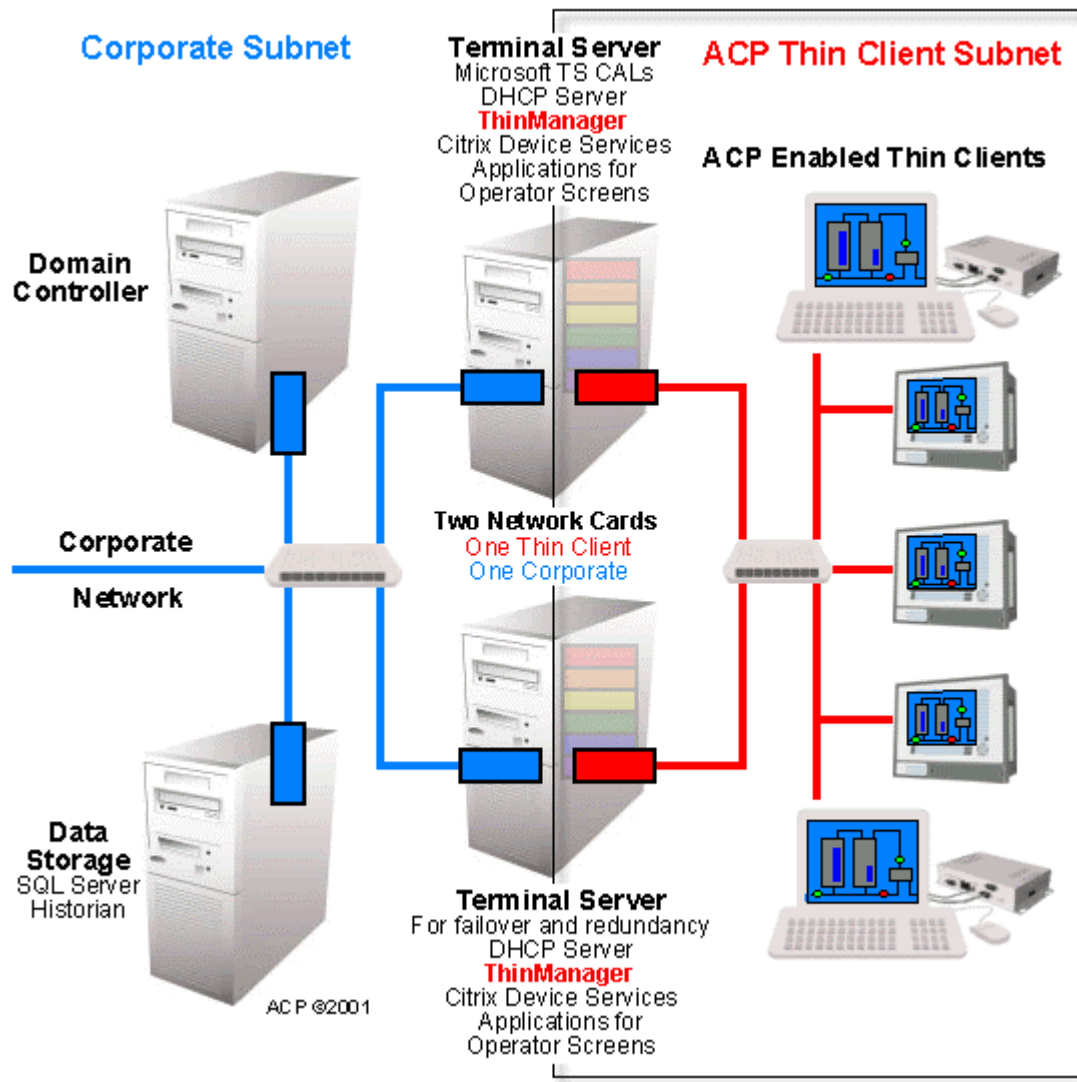 Corporate Subnet
Terminal Server
Microsoft TS CALs
DHCP Server
ThinManager
Citrix Device Services
Applications for
Operator Screens
ACP Thin Client Subnet
ACP Enabled Thin Clients
Domain
Controller
Two Network Cards
One Thin Client
One Corporate
Corporate
Network
Data
Storage
SQL Server
Historian
Terminal Server
For failover and redundancy
DHCP Server
ThinManager
Citrix Device Services
Applications for
Operator Screens
ACP ©2001